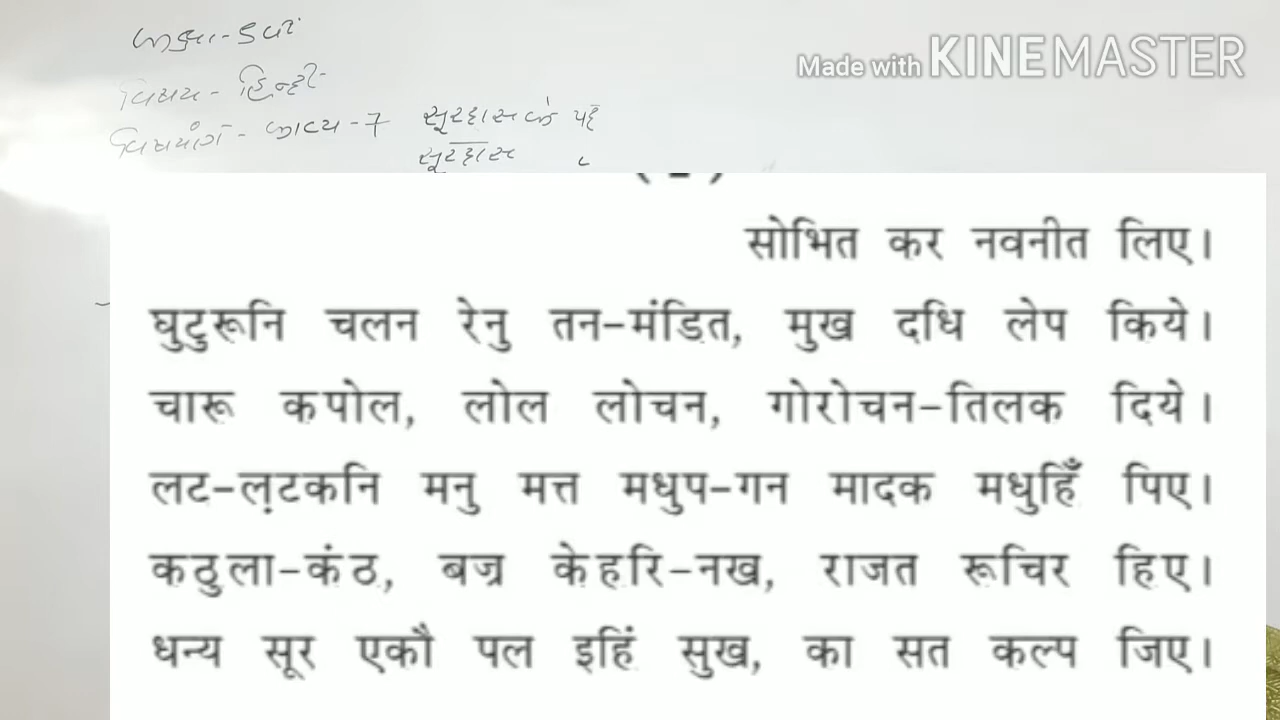 कक्षा - 5वीं
Made with KINEMASTER
विषय - हिन्दी
विषयांग - काव्य - 7 सूरदास के पद
सूरदास
सोभित कर नवनीत लिए।
घुटुरूनि चलन रेनु तन-मंडित, मुख दधि लेप किये।
चारू कपोल, लोल लोचन, गोरोचन-तिलक दिये।
लट-लटकनि मनु मत्त मधुप-गन मादक मधुहिँ पिए।
कठुला-कंठ, बज्र केहरि-नख, राजत रूचिर हिए।
धन्य सूर एकौ पल इहिं सुख, का सत कल्प जिए।